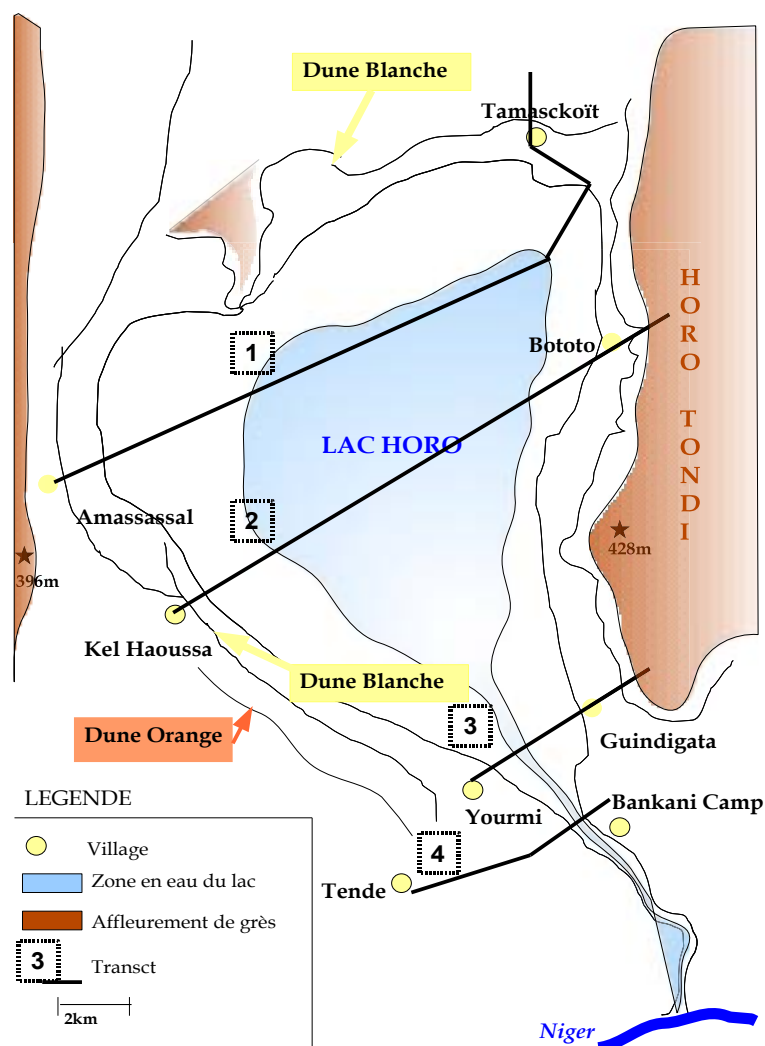 Dune Blanche
Tamasckoït
HORO TONDI
1
Bototo
LAC HORO
Amassassal
2
428m
396m
Kel Haoussa
Dune Blanche
3
Dune Orange
Guindigata
LEGENDE
Yourmi
Bankani Camp
Village
4
Tende
Zone en eau du lac
Affleurement de grès
3
Transct
2km
Niger